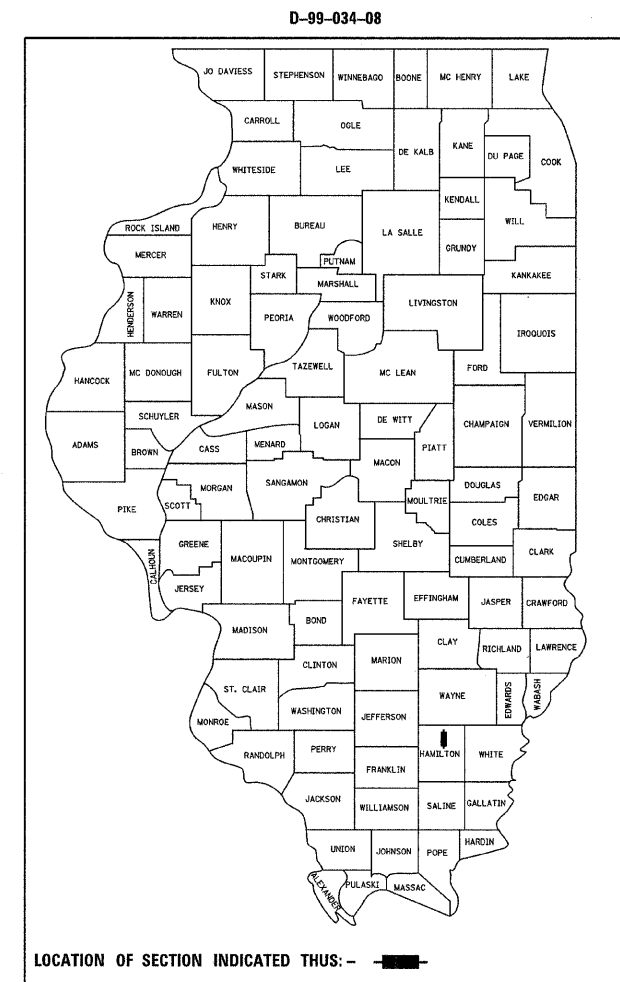 D-99-034-08
JO DAVIESS STEPHENSON WINNEBAGO BOONE MC HENRY LAKE
CARROLL OGLE
DE KALB KANE DU PAGE COOK
WHITESIDE LEE
KENDALL WILL
ROCK ISLAND HENRY BUREAU LA SALLE GRUNDY
MERCER PUTNAM
STARK MARSHALL KANKAKEE
HENDERSON WARREN KNOX PEORIA WOODFORD LIVINGSTON IROQUOIS
HANCOCK MC DONOUGH FULTON TAZEWELL MC LEAN FORD
MASON
SCHUYLER LOGAN DE WITT CHAMPAIGN VERMILION
ADAMS BROWN CASS MENARD MACON PIATT
PIKE SCOTT MORGAN SANGAMON MOULTRIE DOUGLAS EDGAR
CHRISTIAN COLES
GREENE MACOUPIN MONTGOMERY SHELBY CUMBERLAND CLARK
CALHOUN JERSEY
FAYETTE EFFINGHAM JASPER CRAWFORD
MADISON BOND
CLAY RICHLAND LAWRENCE
CLINTON MARION
ST. CLAIR WAYNE EDWARDS WABASH
WASHINGTON JEFFERSON
MONROE
RANDOLPH PERRY HAMILTON WHITE
FRANKLIN
JACKSON WILLIAMSON SALINE GALLATIN
UNION JOHNSON POPE HARDIN
ALEXANDER PULASKI MASSAC
LOCATION OF SECTION INDICATED THUS: -